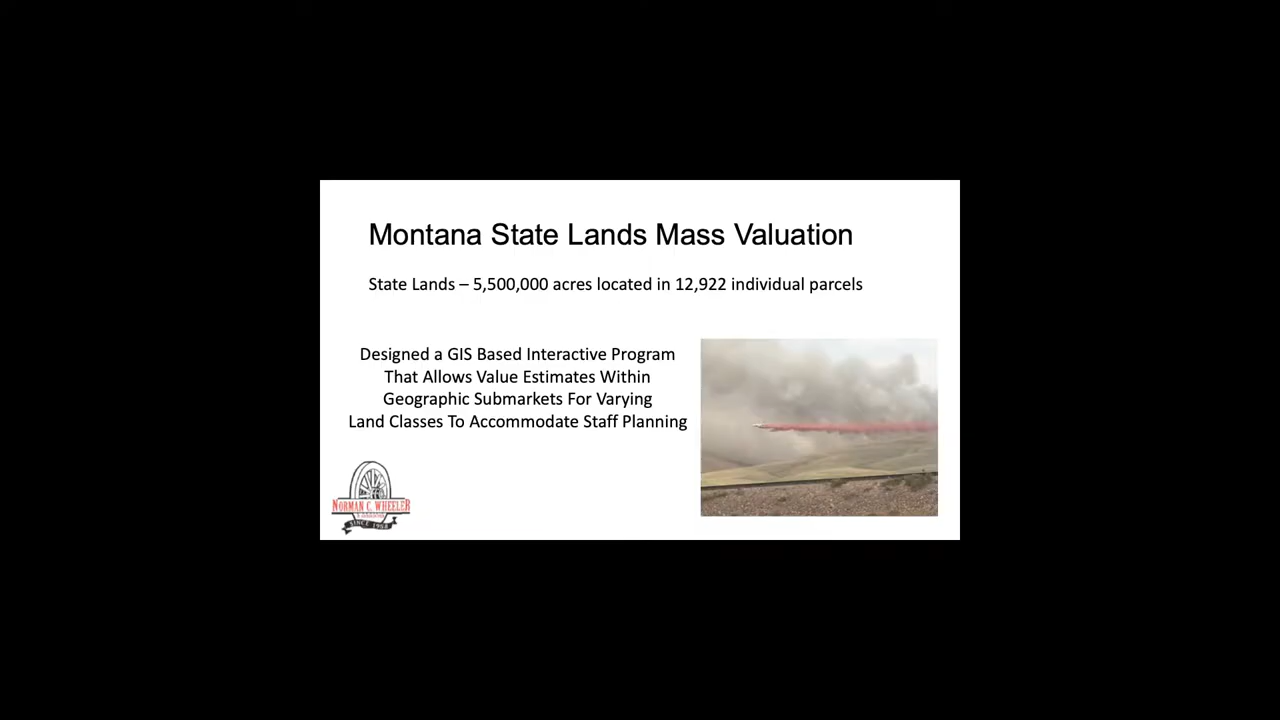 Montana State Lands Mass Valuation
State Lands – 5,500,000 acres located in 12,922 individual parcels
Designed a GIS Based Interactive Program
That Allows Value Estimates Within
Geographic Submarkets For Varying
Land Classes To Accommodate Staff Planning
NORMAN C. WHEELER
SINCE 1958